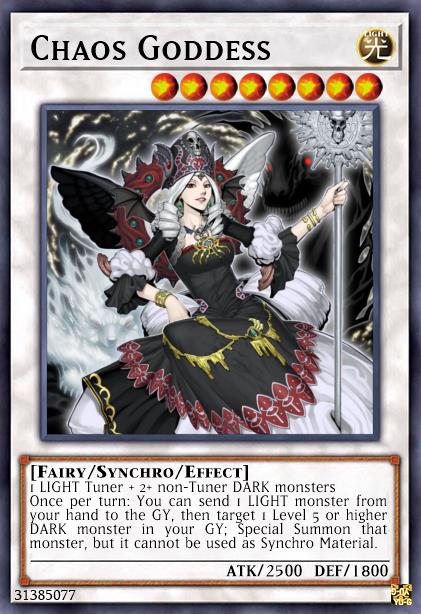 Chaos Goddess
LIGHT
光
[Fairy/Synchro/Effect]
1 LIGHT Tuner + 2+ non-Tuner DARK monsters
Once per turn: You can send 1 LIGHT monster from
your hand to the GY, then target 1 Level 5 or higher
DARK monster in your GY; Special Summon that
monster, but it cannot be used as Synchro Material.
ATK/2500 DEF/1800
31385077